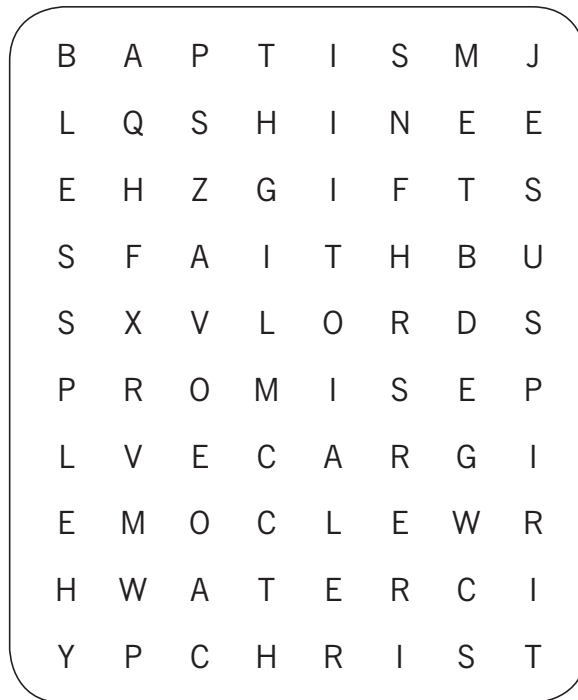 B A P T I S M J
L Q S H I N E E
E H Z G I F T S
S F A I T H B U
S X V L O R D S
P R O M I S E P
L V E C A R G I
E M O C L E W R
H W A T E R C I
Y P C H R I S T